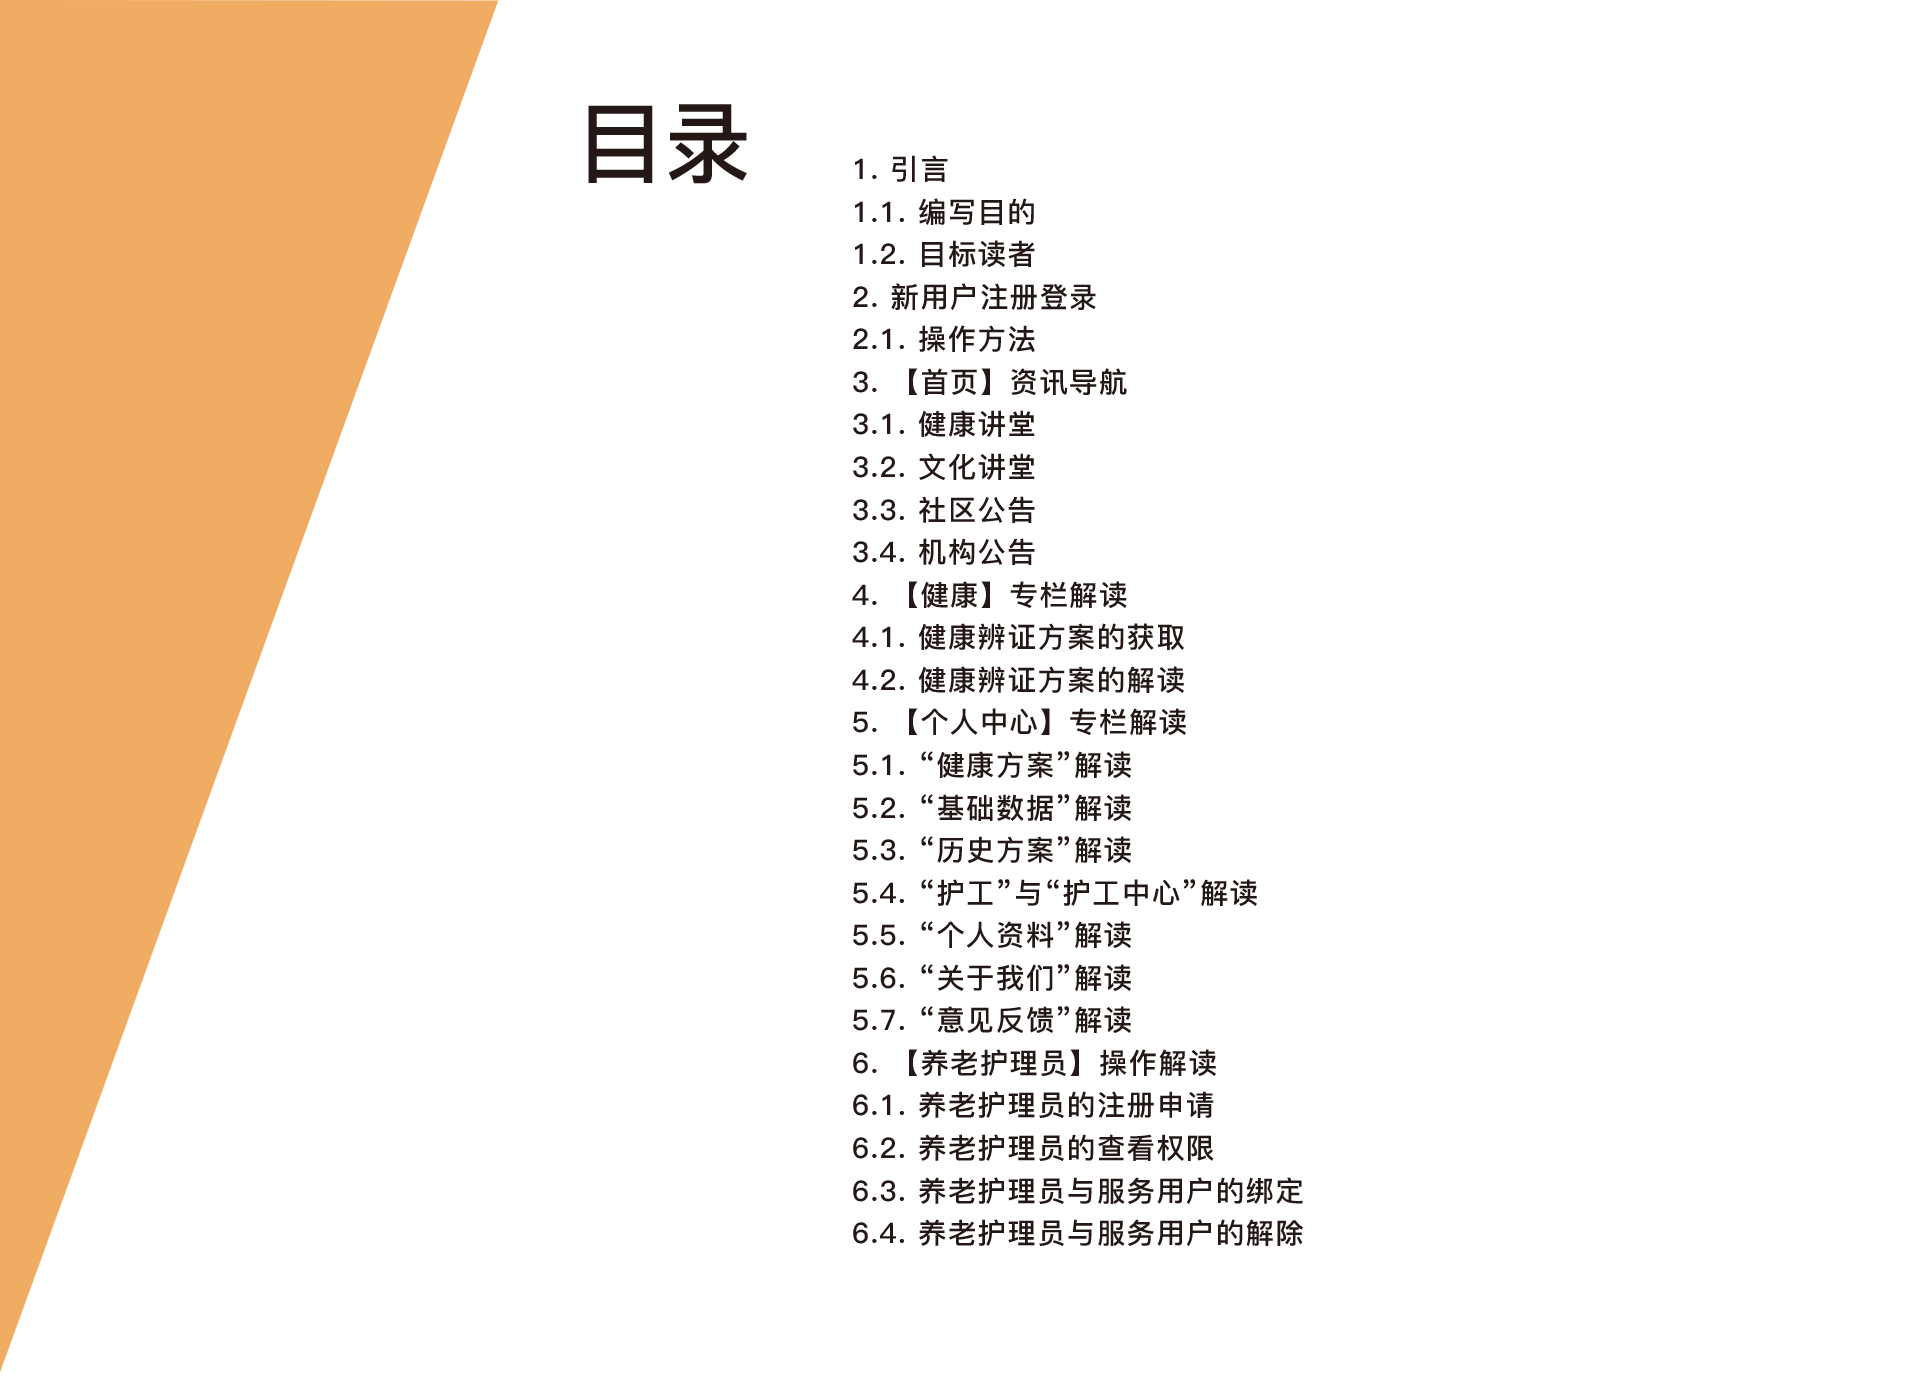 目录
1. 引言
1.1. 编写目的
1.2. 目标读者
2. 新用户注册登录
2.1. 操作方法
3. 【首页】资讯导航
3.1. 健康讲堂
3.2. 文化讲堂
3.3. 社区公告
3.4. 机构公告
4. 【健康】专栏解读
4.1. 健康辨证方案的获取
4.2. 健康辨证方案的解读
5. 【个人中心】专栏解读
5.1. “健康方案”解读
5.2. “基础数据”解读
5.3. “历史方案”解读
5.4. “护工”与“护工中心”解读
5.5. “个人资料”解读
5.6. “关于我们”解读
5.7. “意见反馈”解读
6. 【养老护理员】操作解读
6.1. 养老护理员的注册申请
6.2. 养老护理员的查看权限
6.3. 养老护理员与服务用户的绑定
6.4. 养老护理员与服务用户的解除